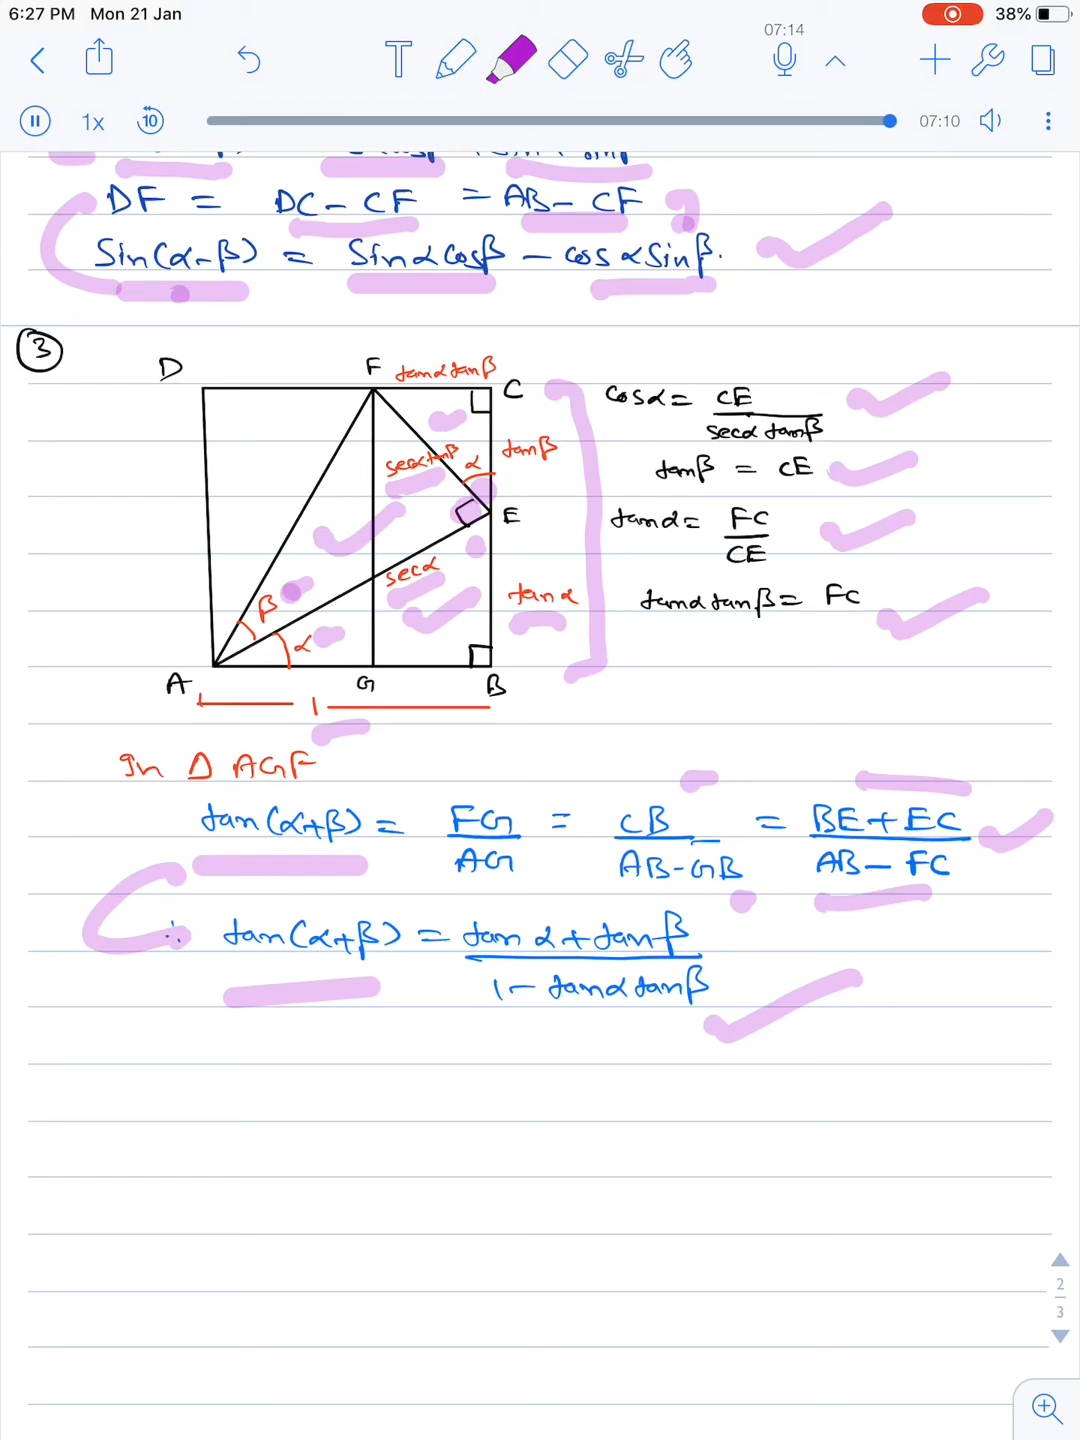 6:27 PM Mon 21 Jan
38%
07:14
T
1x
10
07:10
DF = DC - CF = AB - CF
Sin(α-β) = Sinα Cosβ - cosα Sinβ.
3
D
F
tanα tanβ
C
Cosα = CE / secα tanβ
secα tanβ
α
tanβ
tanβ = CE
E
tanα = FC / CE
secα
β
tanα
tanα tanβ = FC
α
A
G
B
1
In Δ AGF
tan(α+β) = FG / AG = CB / AB-GB = BE+EC / AB-FC
∴ tan(α+β) = tanα + tanβ / 1 - tanα tanβ
2
3